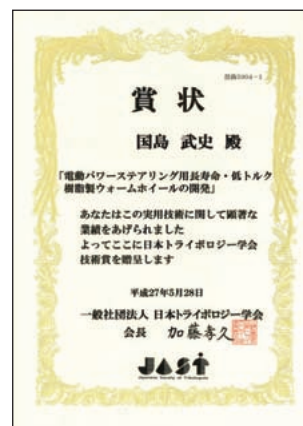 賞状
国島 武史 殿
「電動パワーステアリング用長寿命・低トルク
樹脂製ウォームホイールの開発」
あなたはこの実用技術に関して顕著な
業績をあげられました
よってここに日本トライボロジー学会
技術賞を贈呈します
平成27年5月28日
一般社団法人 日本トライボロジー学会
会長 加藤孝久
JAST
Japanese Society of Tribologists